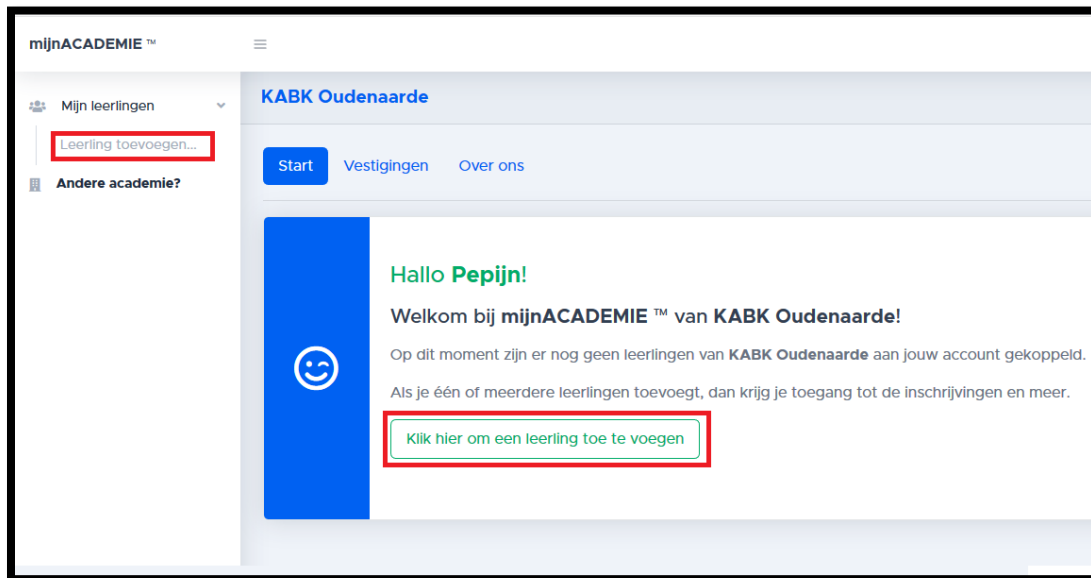 mijnACADEMIE ™
Mijn leerlingen
Leerling toevoegen...
Andere academie?
KABK Oudenaarde
Start Vestigingen Over ons
Hallo Pepijn!
Welkom bij mijnACADEMIE ™ van KABK Oudenaarde!
Op dit moment zijn er nog geen leerlingen van KABK Oudenaarde aan jouw account gekoppeld.
Als je één of meerdere leerlingen toevoegt, dan krijg je toegang tot de inschrijvingen en meer.
Klik hier om een leerling toe te voegen